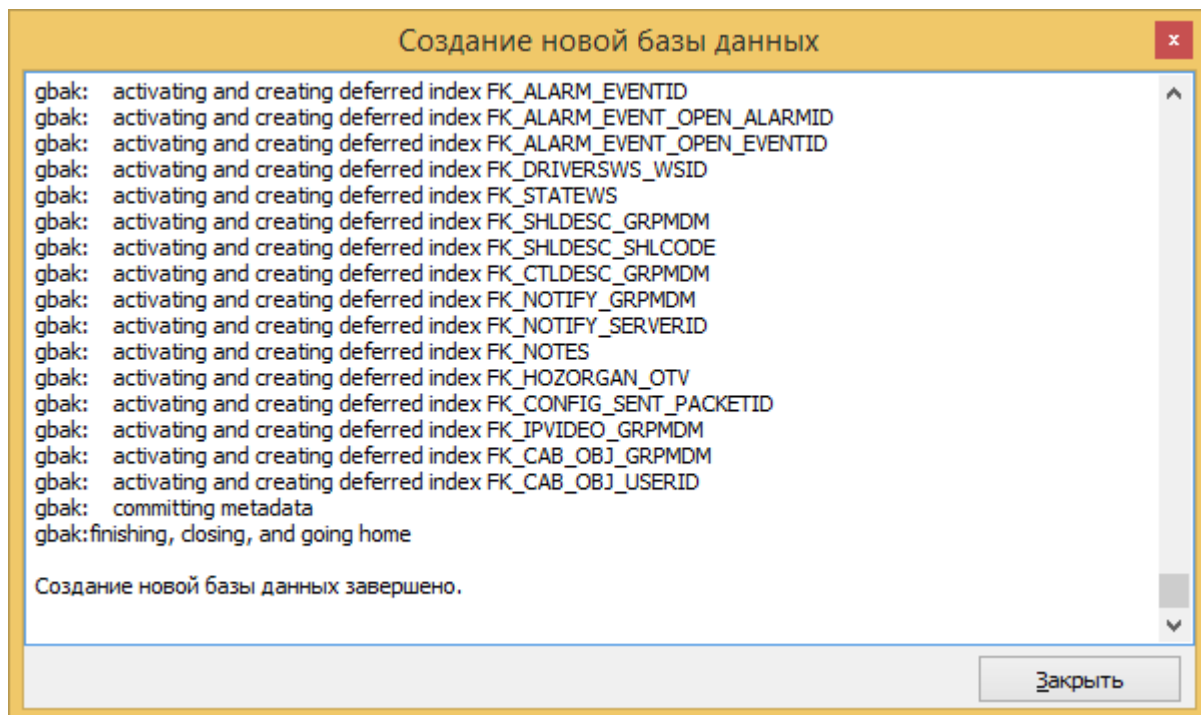 Создание новой базы данных
x
gbak: activating and creating deferred index FK_ALARM_EVENTID
gbak: activating and creating deferred index FK_ALARM_EVENT_OPEN_ALARMID
gbak: activating and creating deferred index FK_ALARM_EVENT_OPEN_EVENTID
gbak: activating and creating deferred index FK_DRIVERSWS_WSID
gbak: activating and creating deferred index FK_STATEWS
gbak: activating and creating deferred index FK_SHLDESC_GRPMDM
gbak: activating and creating deferred index FK_SHLDESC_SHLCODE
gbak: activating and creating deferred index FK_CTLDESC_GRPMDM
gbak: activating and creating deferred index FK_NOTIFY_GRPMDM
gbak: activating and creating deferred index FK_NOTIFY_SERVERID
gbak: activating and creating deferred index FK_NOTES
gbak: activating and creating deferred index FK_HOZORGAN_OTV
gbak: activating and creating deferred index FK_CONFIG_SENT_PACKETID
gbak: activating and creating deferred index FK_IPVIDEO_GRPMDM
gbak: activating and creating deferred index FK_CAB_OBJ_GRPMDM
gbak: activating and creating deferred index FK_CAB_OBJ_USERID
gbak: committing metadata
gbak:finishing, closing, and going home
Создание новой базы данных завершено.
Закрыть